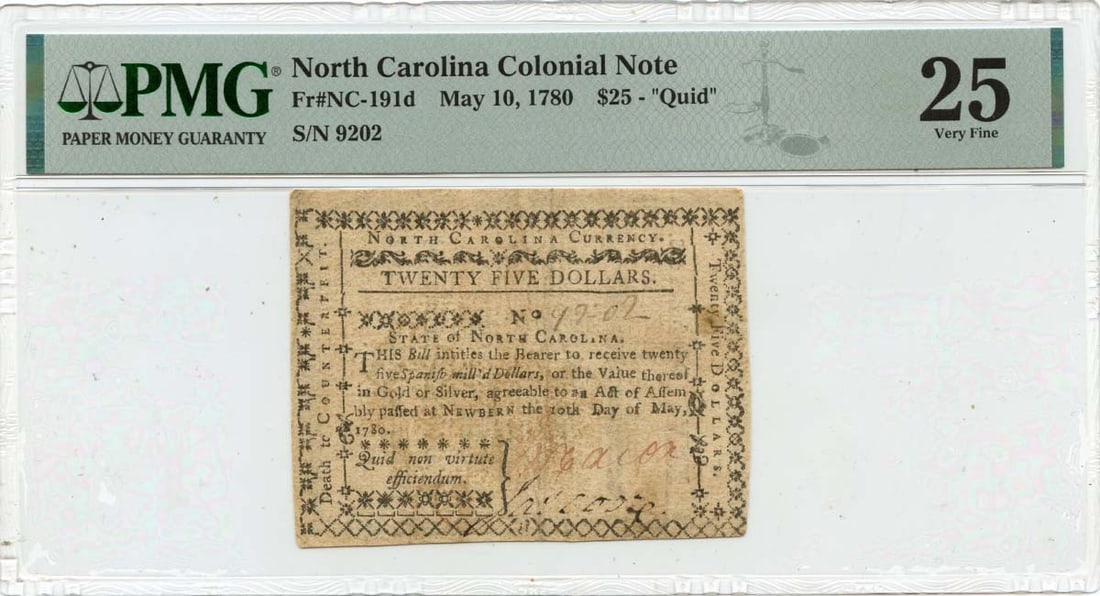 PMG®
PAPER MONEY GUARANTY
North Carolina Colonial Note
Fr#NC-191d May 10, 1780 $25 - "Quid"
S/N 9202
25
Very Fine
NORTH CAROLINA CURRENCY.
TWENTY FIVE DOLLARS.
No 9202
STATE of NORTH CAROLINA.
THIS Bill intitles the Bearer to receive twenty
five Spaniſh mill'd Dollars, or the Value thereof
in Gold or Silver, agreeable to an Act of Aſſem
bly paſſed at NEWBERN the 10th Day of May,
1780.
Quid non virtute
efficiendum.
Death to COUNTERFEIT.
Twenty Five DOLLARS.